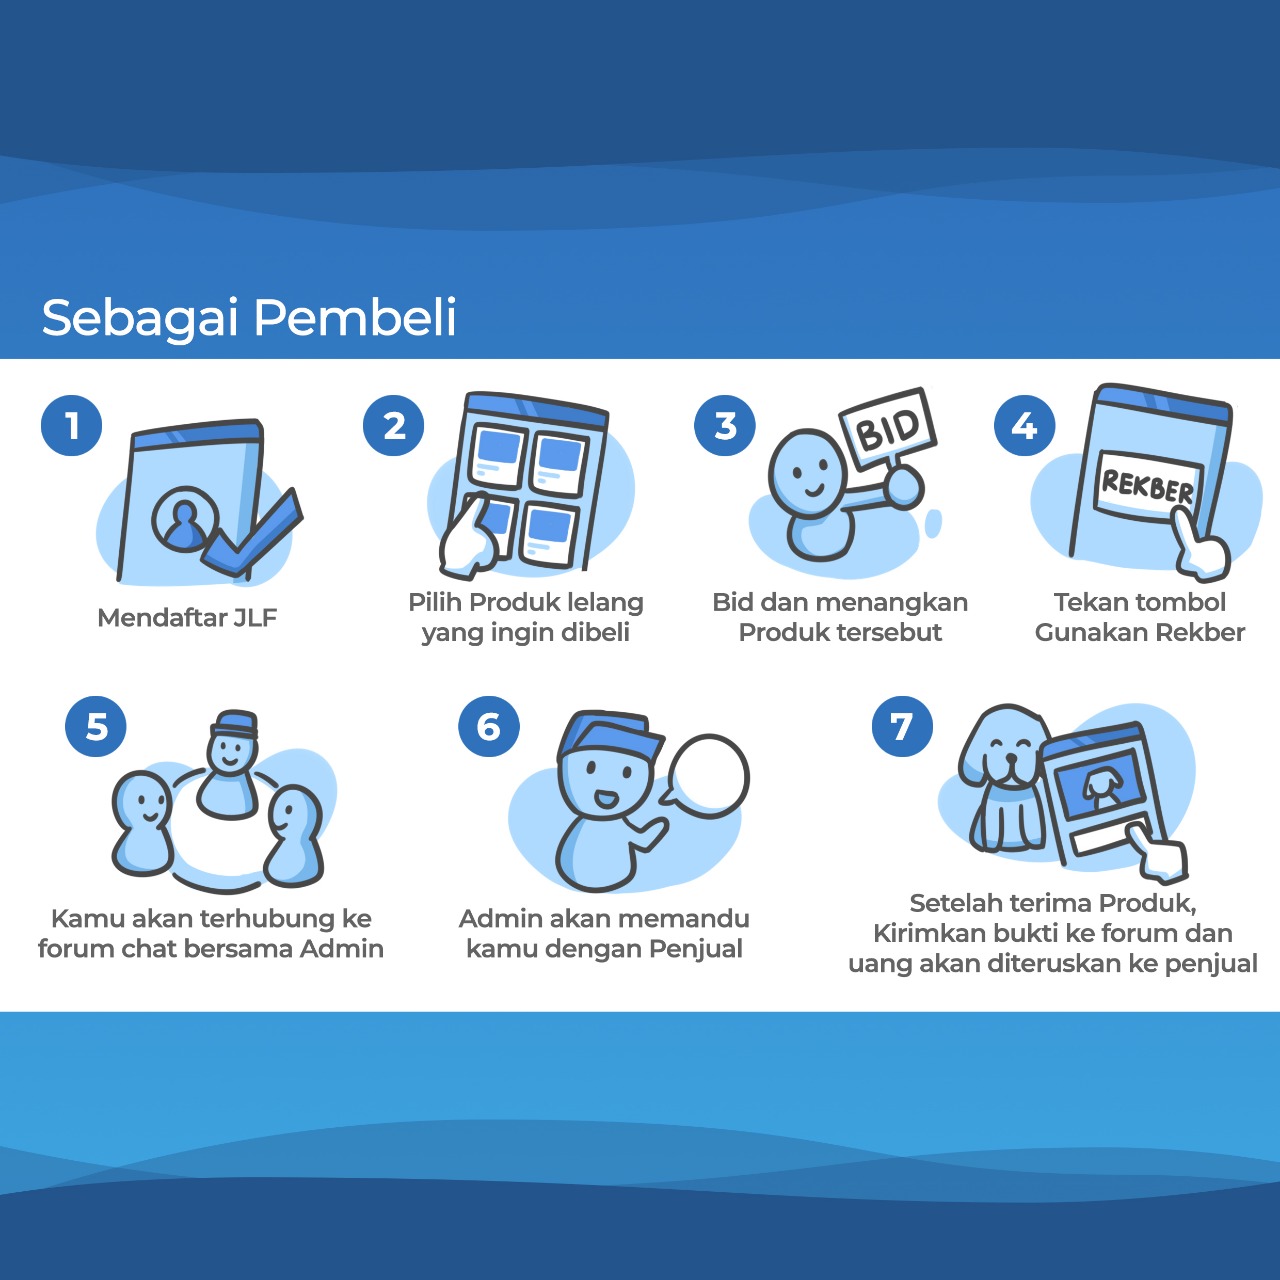 Sebagai Pembeli
1
Mendaftar JLF
2
Pilih Produk lelang
yang ingin dibeli
3
BID
Bid dan menangkan
Produk tersebut
4
REKBER
Tekan tombol
Gunakan Rekber
5
Kamu akan terhubung ke
forum chat bersama Admin
6
Admin akan memandu
kamu dengan Penjual
7
Setelah terima Produk,
Kirimkan bukti ke forum dan
uang akan diteruskan ke penjual